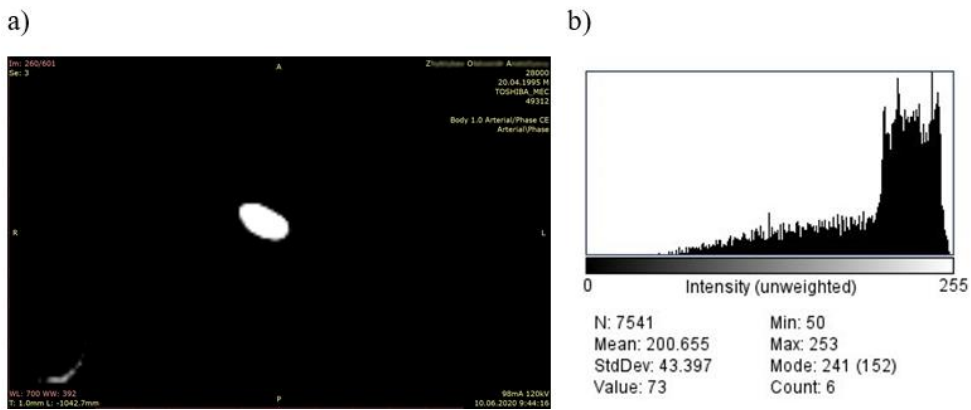 a)
b)
Im: 260/601
Se: 3
A
28000
20.04.1995 M
TOSHIBA_MEC
49312
Body 1.0 Arterial/Phase CE
Arterial\Phase
R
L
WL: 700 WW: 392
T: 1.0mm L: -1042.7mm
P
98mA 120kV
10.06.2020 9:44:16
0
Intensity (unweighted)
255
N: 7541
Min: 50
Mean: 200.655
Max: 253
StdDev: 43.397
Mode: 241 (152)
Value: 73
Count: 6